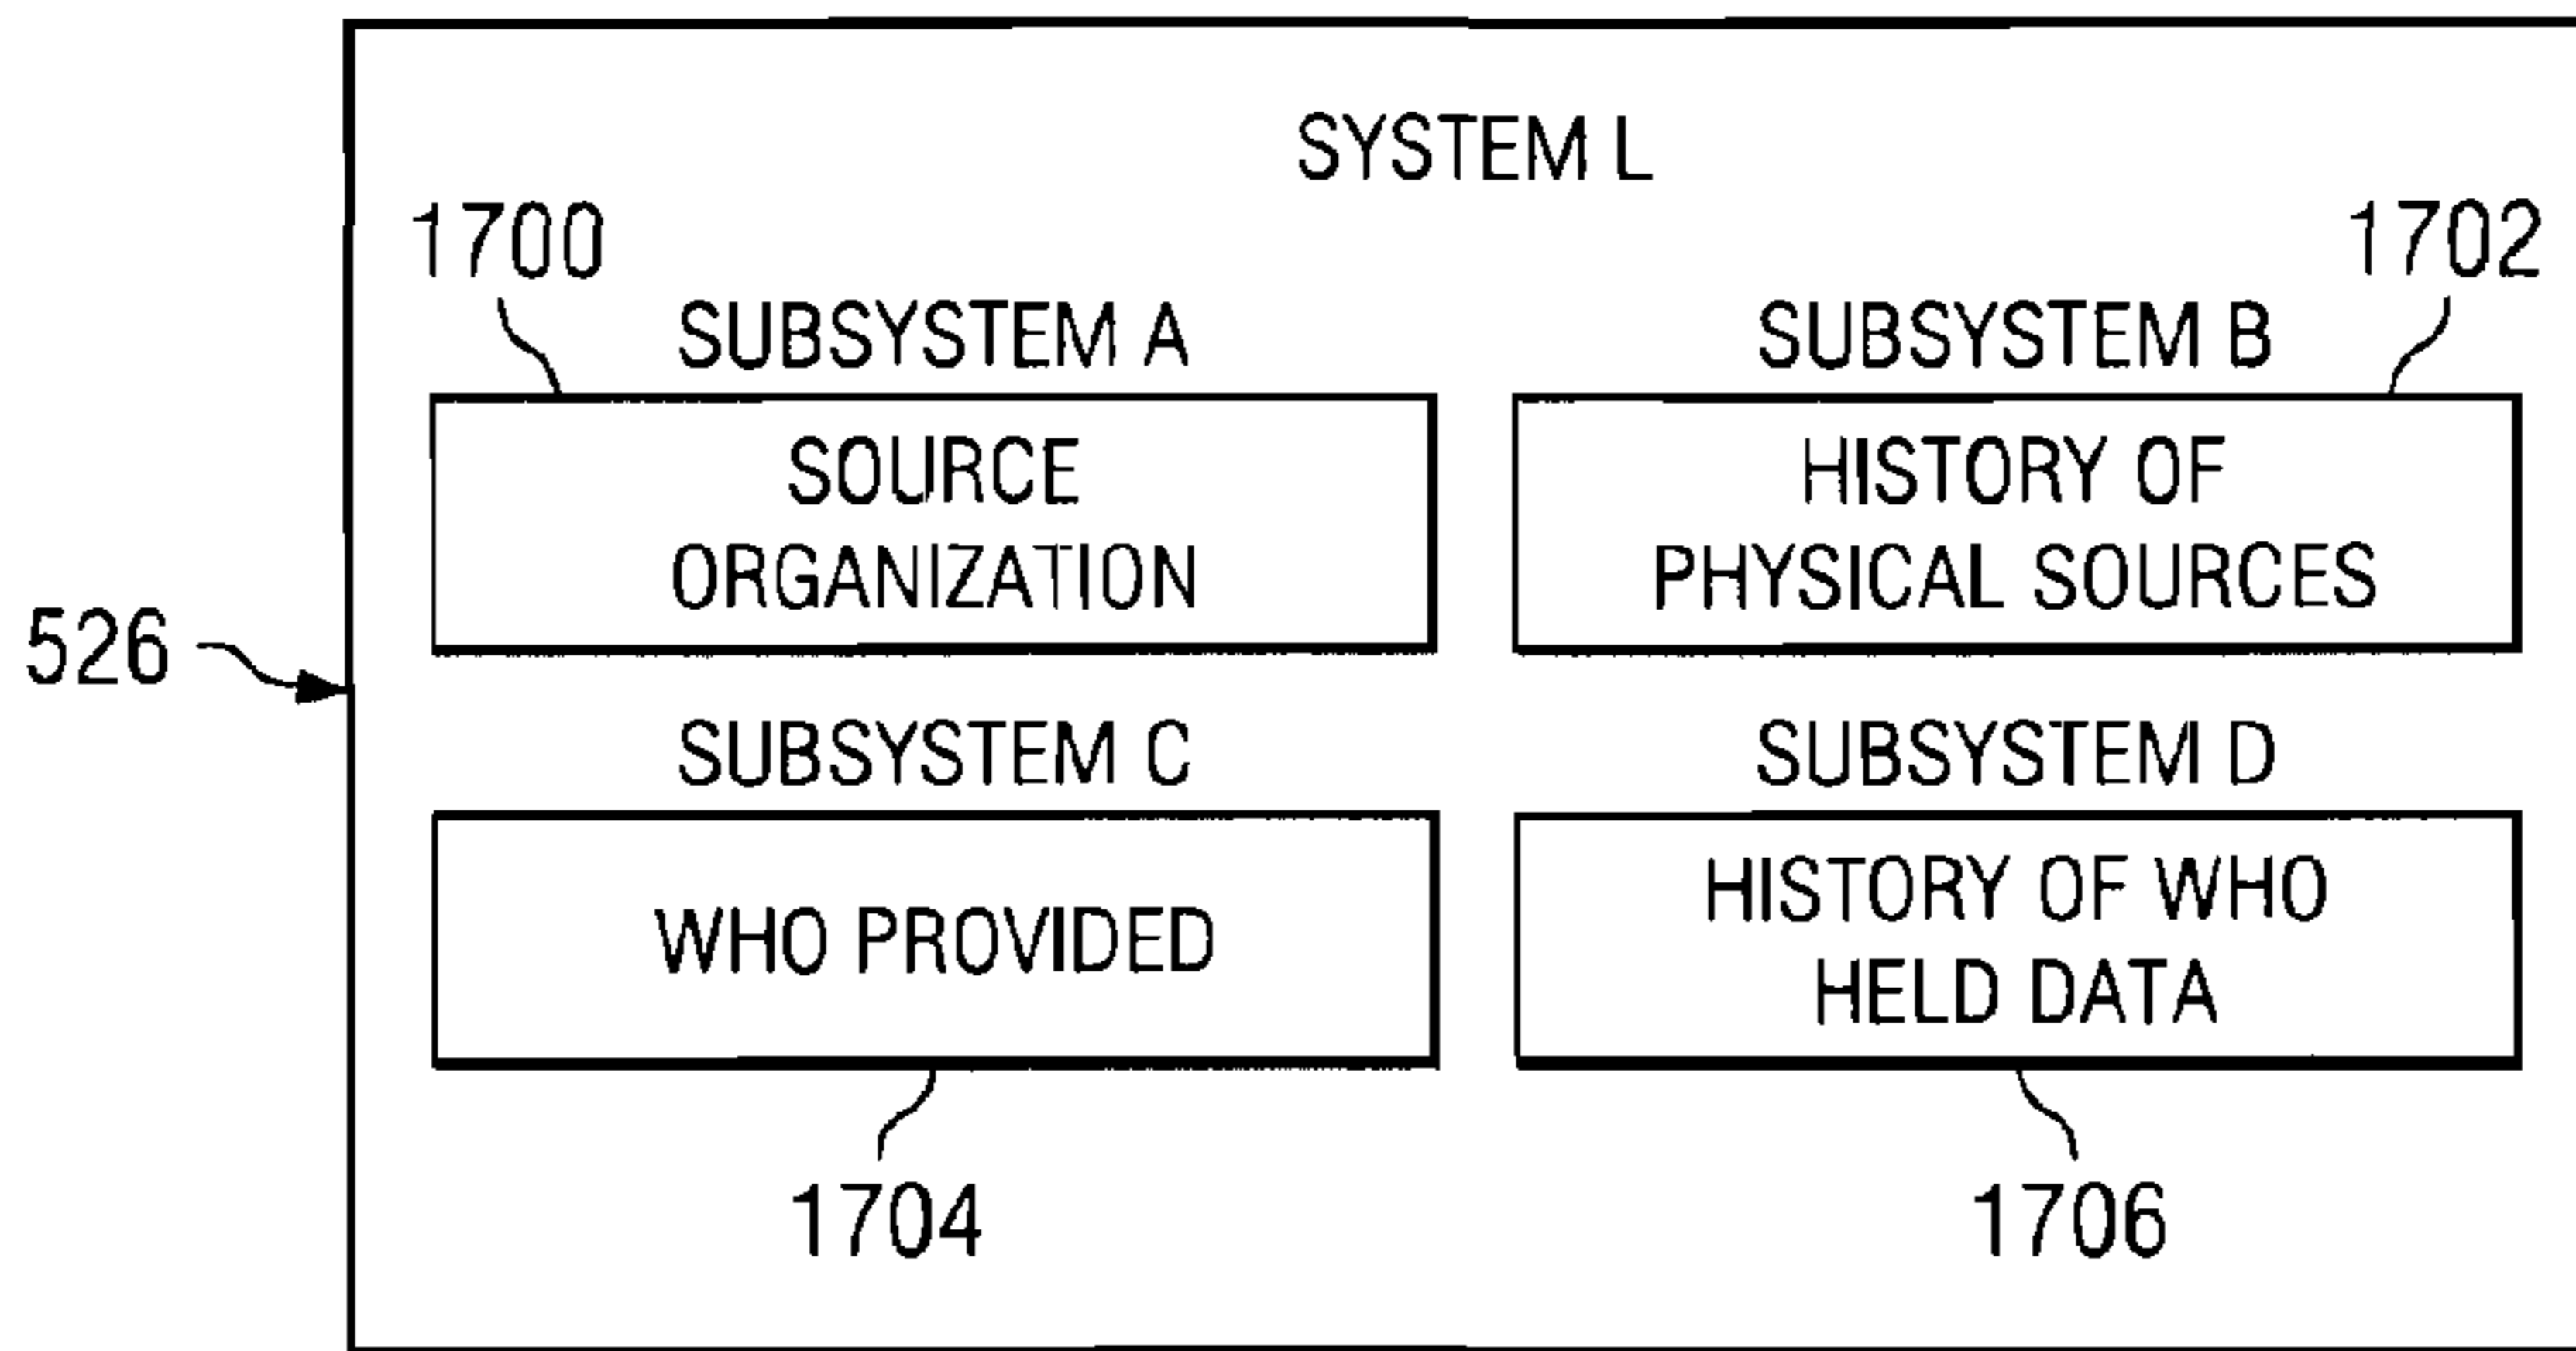 SYSTEM L
1700
1702
SUBSYSTEM A
SUBSYSTEM B
SOURCE
ORGANIZATION
HISTORY OF
PHYSICAL SOURCES
526
SUBSYSTEM C
SUBSYSTEM D
WHO PROVIDED
HISTORY OF WHO
HELD DATA
1704
1706